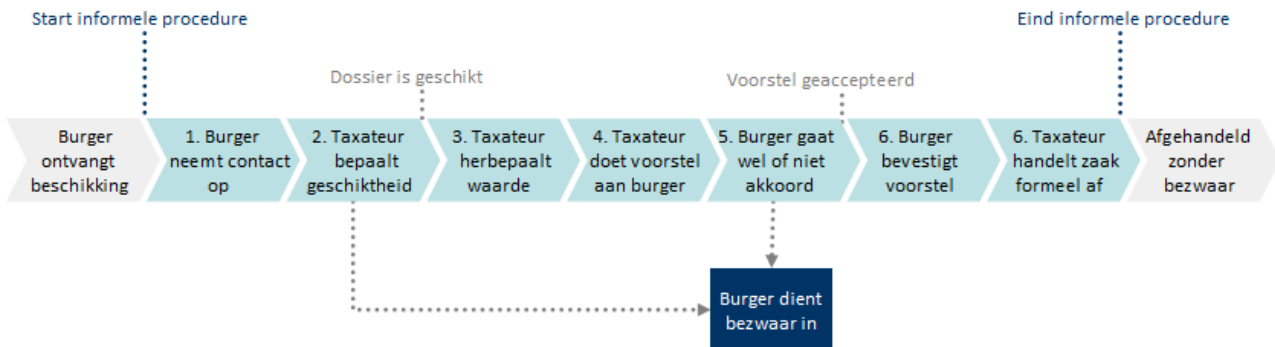 Start informele procedure
Eind informele procedure
Dossier is geschikt
Voorstel geaccepteerd
Burger
ontvangt
beschikking
1. Burger
neemt contact
op
2. Taxateur
bepaalt
geschiktheid
3. Taxateur
herbepaalt
waarde
4. Taxateur
doet voorstel
aan burger
5. Burger gaat
wel of niet
akkoord
6. Burger
bevestigt
voorstel
6. Taxateur
handelt zaak
formeel af
Afgehandeld
zonder
bezwaar
Burger dient
bezwaar in